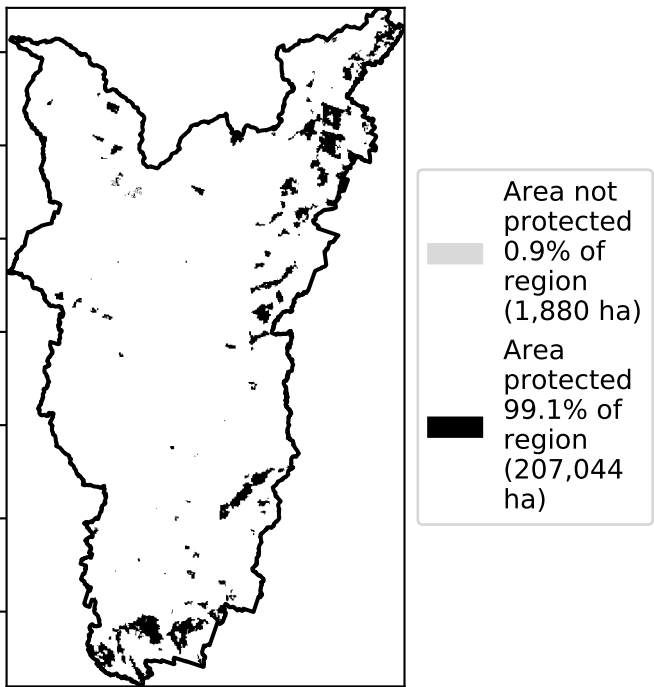 Area not
protected
0.9% of
region
(1,880 ha)
Area
protected
99.1% of
region
(207,044
ha)